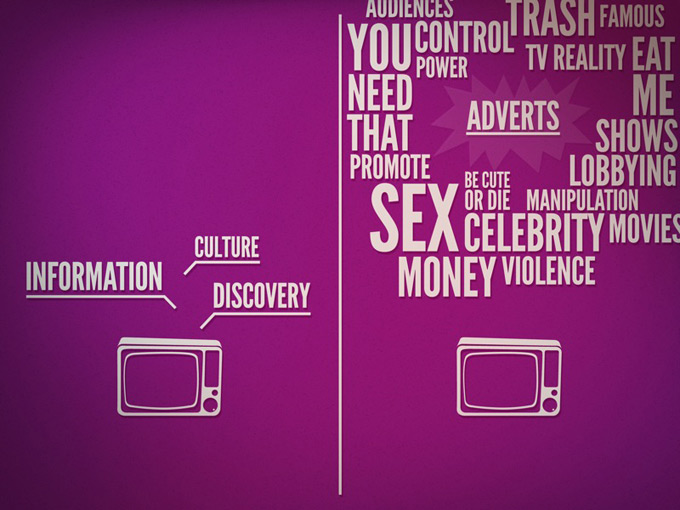 CULTURE
INFORMATION
DISCOVERY
AUDIENCES
TRASH FAMOUS
YOU CONTROL
POWER
TV REALITY EAT
ME
NEED
THAT
PROMOTE
ADVERTS
SHOWS
LOBBYING
BE CUTE
OR DIE
MANIPULATION
SEX
CELEBRITY
MOVIES
MONEY
VIOLENCE